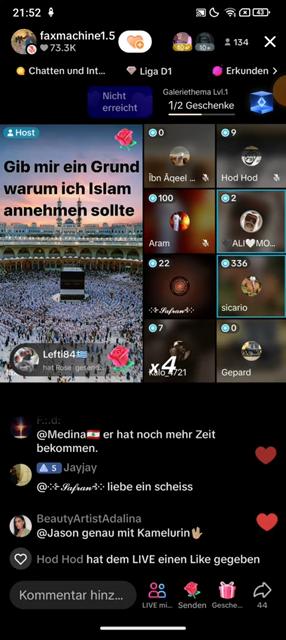 21:52
43
faxmachine1.5
73.3K
134
Chatten und Int...
Liga D1
Erkunden
Nicht
erreicht
Galeriethema Lvl.1
1/2 Geschenke
Host
Gib mir ein Grund
warum ich Islam
annehmen sollte
0
Îbn Âqeel ...
9
Hod Hod
100
Aram
2
ALI🤍MO...
22
𝒮𝒶𝒻𝓇𝒶𝓃
336
sicario
7
x4
0
Gepard
Lefti84🇬🇷
hat Rose gesend...
@Medina🇱🇧 er hat noch mehr Zeit
bekommen.
5 Jayjay
@𝒮𝒶𝒻𝓇𝒶𝓃 liebe ein scheiss
BeautyArtistAdalina
@Jason genau mit Kamelurin
Hod Hod hat dem LIVE einen Like gegeben
Kommentar hinz...
LIVE mi...
Senden
Gesche...
44